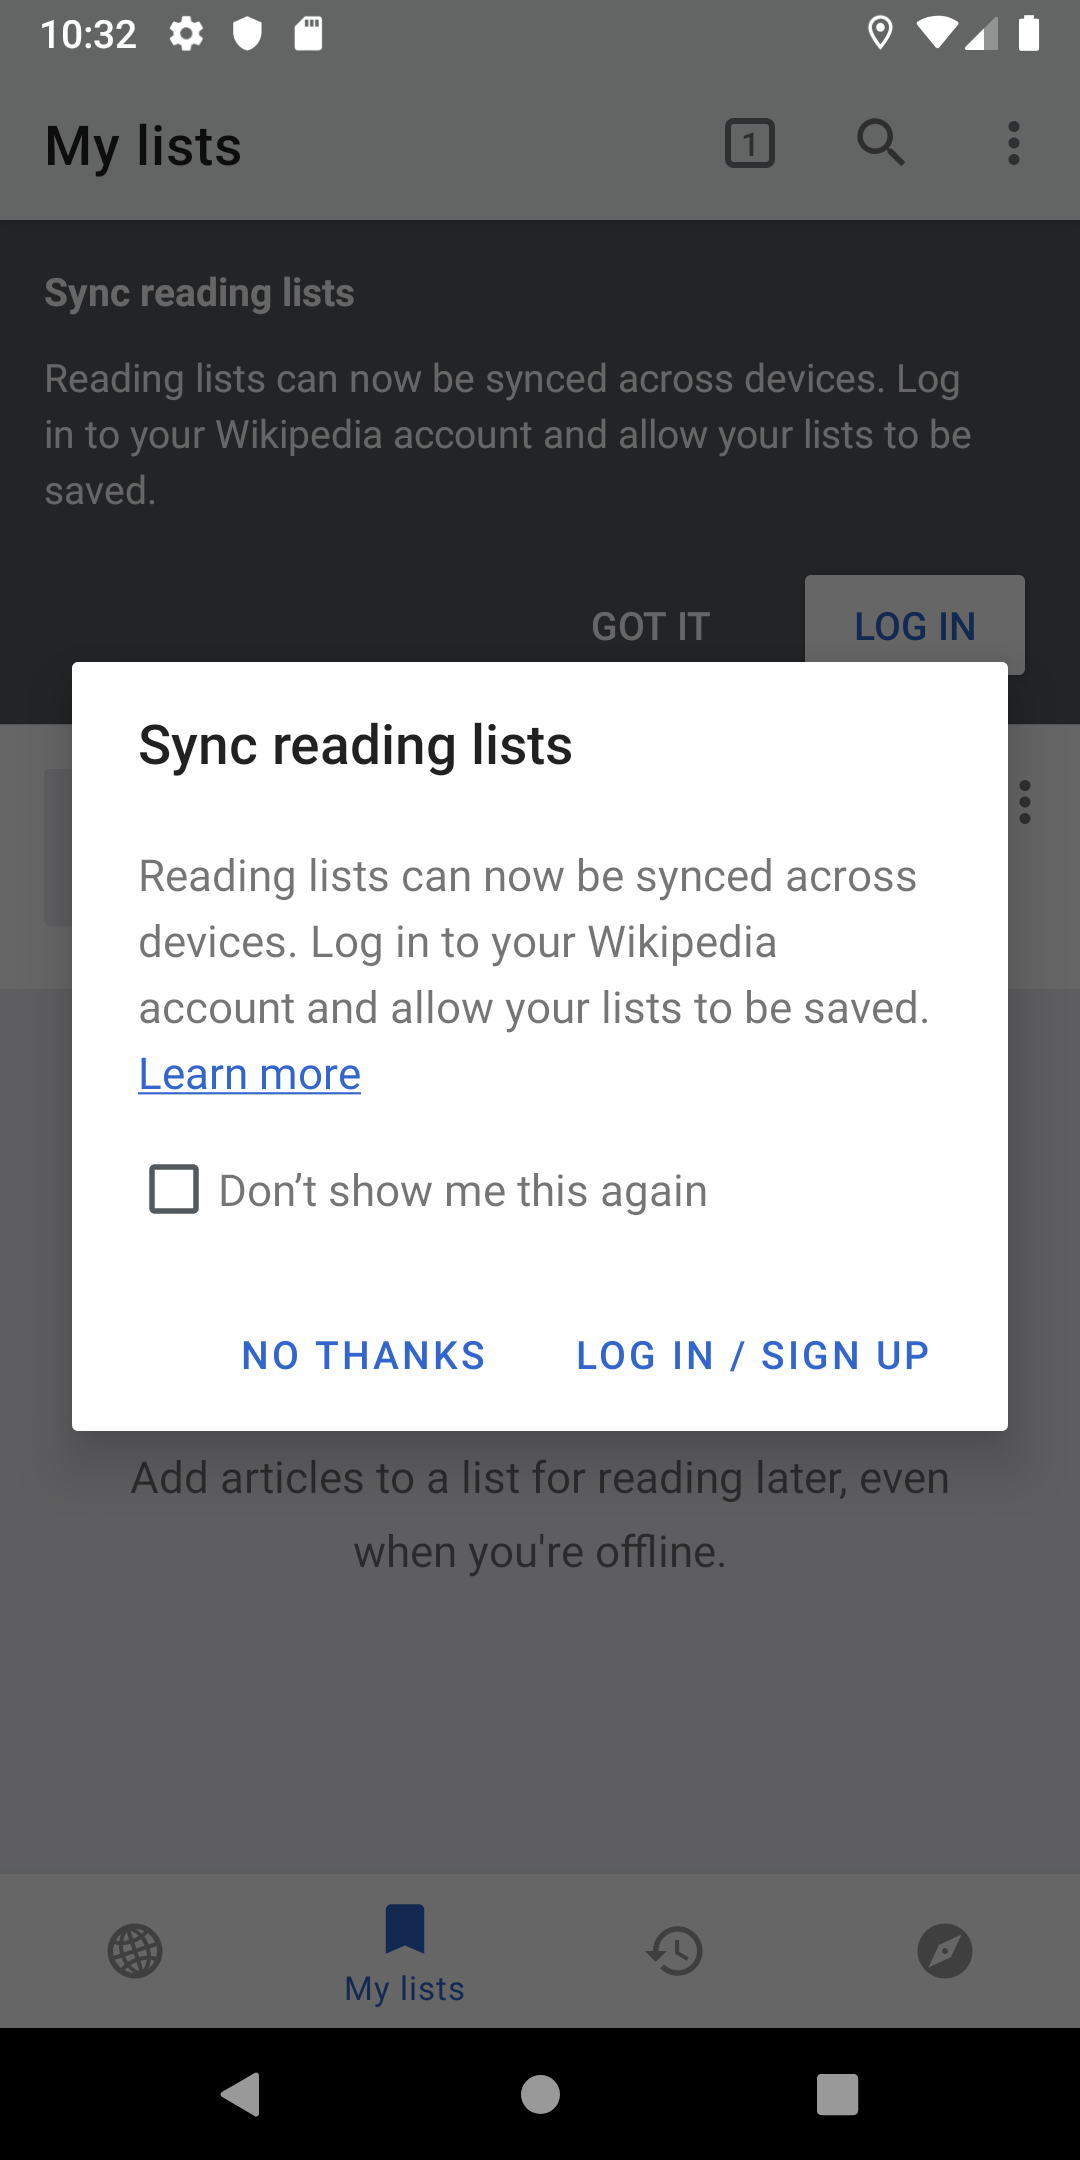 10:32
My lists
1
Sync reading lists
Reading lists can now be synced across devices. Log
in to your Wikipedia account and allow your lists to be
saved.
GOT IT
LOG IN
Sync reading lists
Reading lists can now be synced across
devices. Log in to your Wikipedia
account and allow your lists to be saved.
Learn more
Don’t show me this again
NO THANKS
LOG IN / SIGN UP
Add articles to a list for reading later, even
when you're offline.
My lists